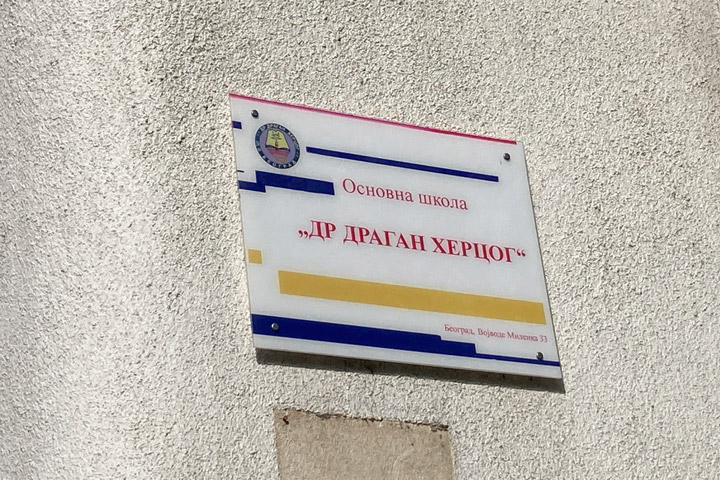 Основна школа
„ДР ДРАГАН ХЕРЦОГ“
Београд, Војводе Миленка 33